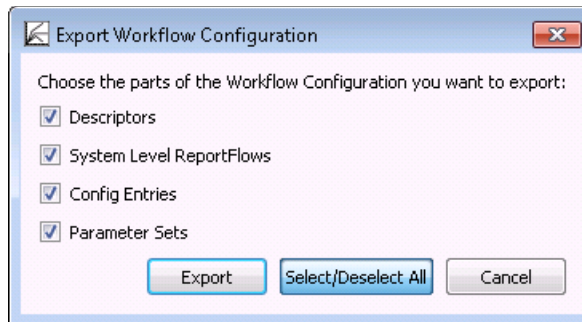 Export Workflow Configuration
Choose the parts of the Workflow Configuration you want to export:
Descriptors
System Level ReportFlows
Config Entries
Parameter Sets
Export Select/Deselect All Cancel